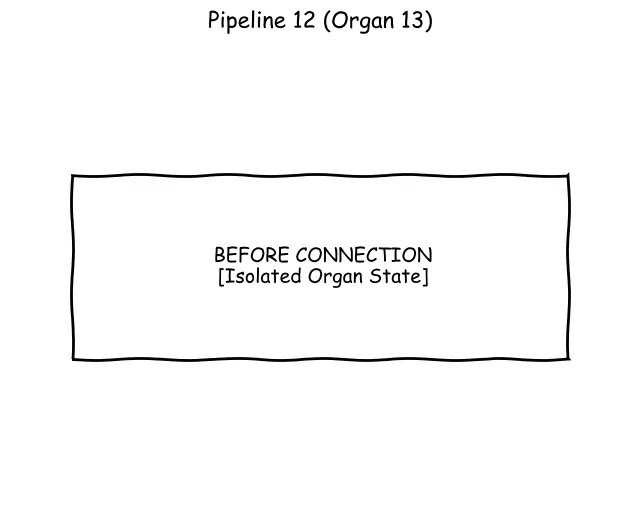 Pipeline 12 (Organ 13)
BEFORE CONNECTION
[Isolated Organ State]